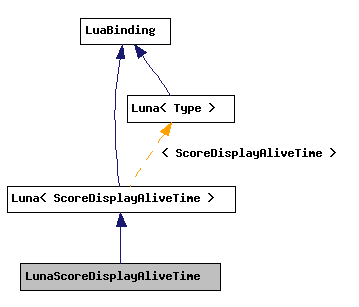 LuaBinding
Luna< Type >
< ScoreDisplayAliveTime >
Luna< ScoreDisplayAliveTime >
LunaScoreDisplayAliveTime